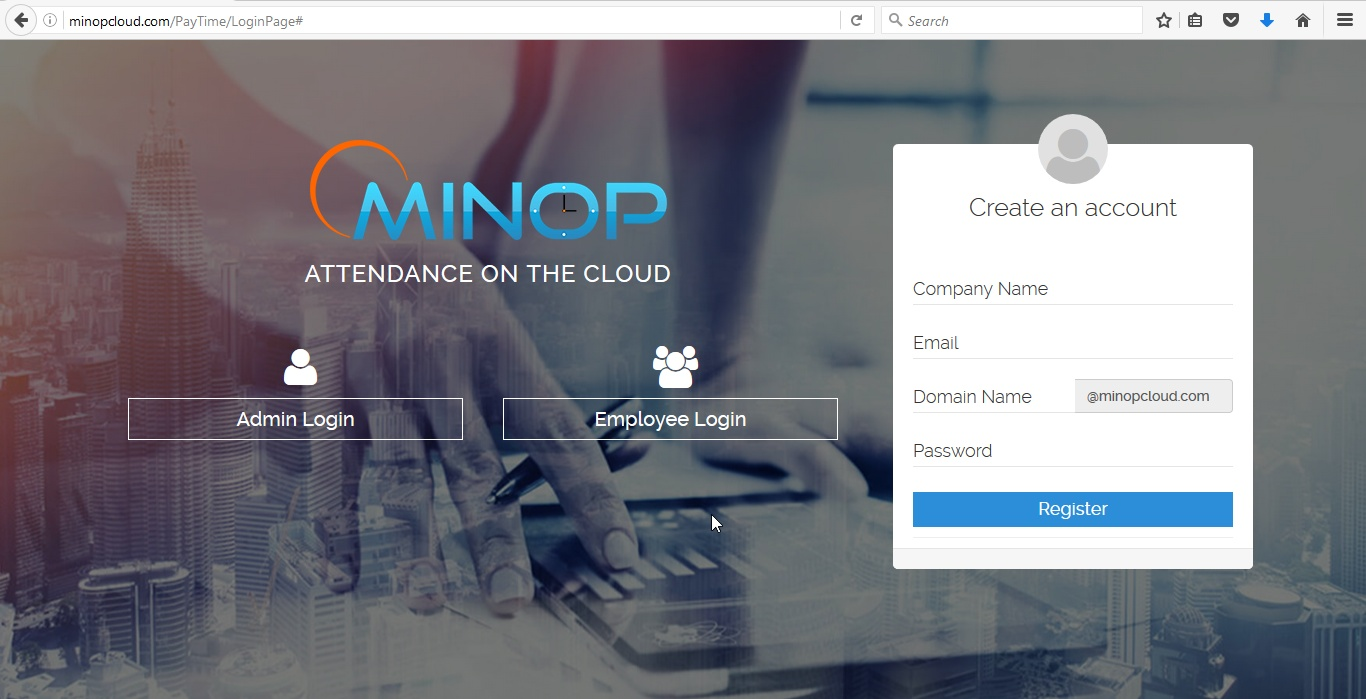 minopcloud.com/PayTime/LoginPage#
Search
MINOP
ATTENDANCE ON THE CLOUD
Admin Login
Employee Login
Create an account
Company Name
Email
Domain Name @minopcloud.com
Password
Register